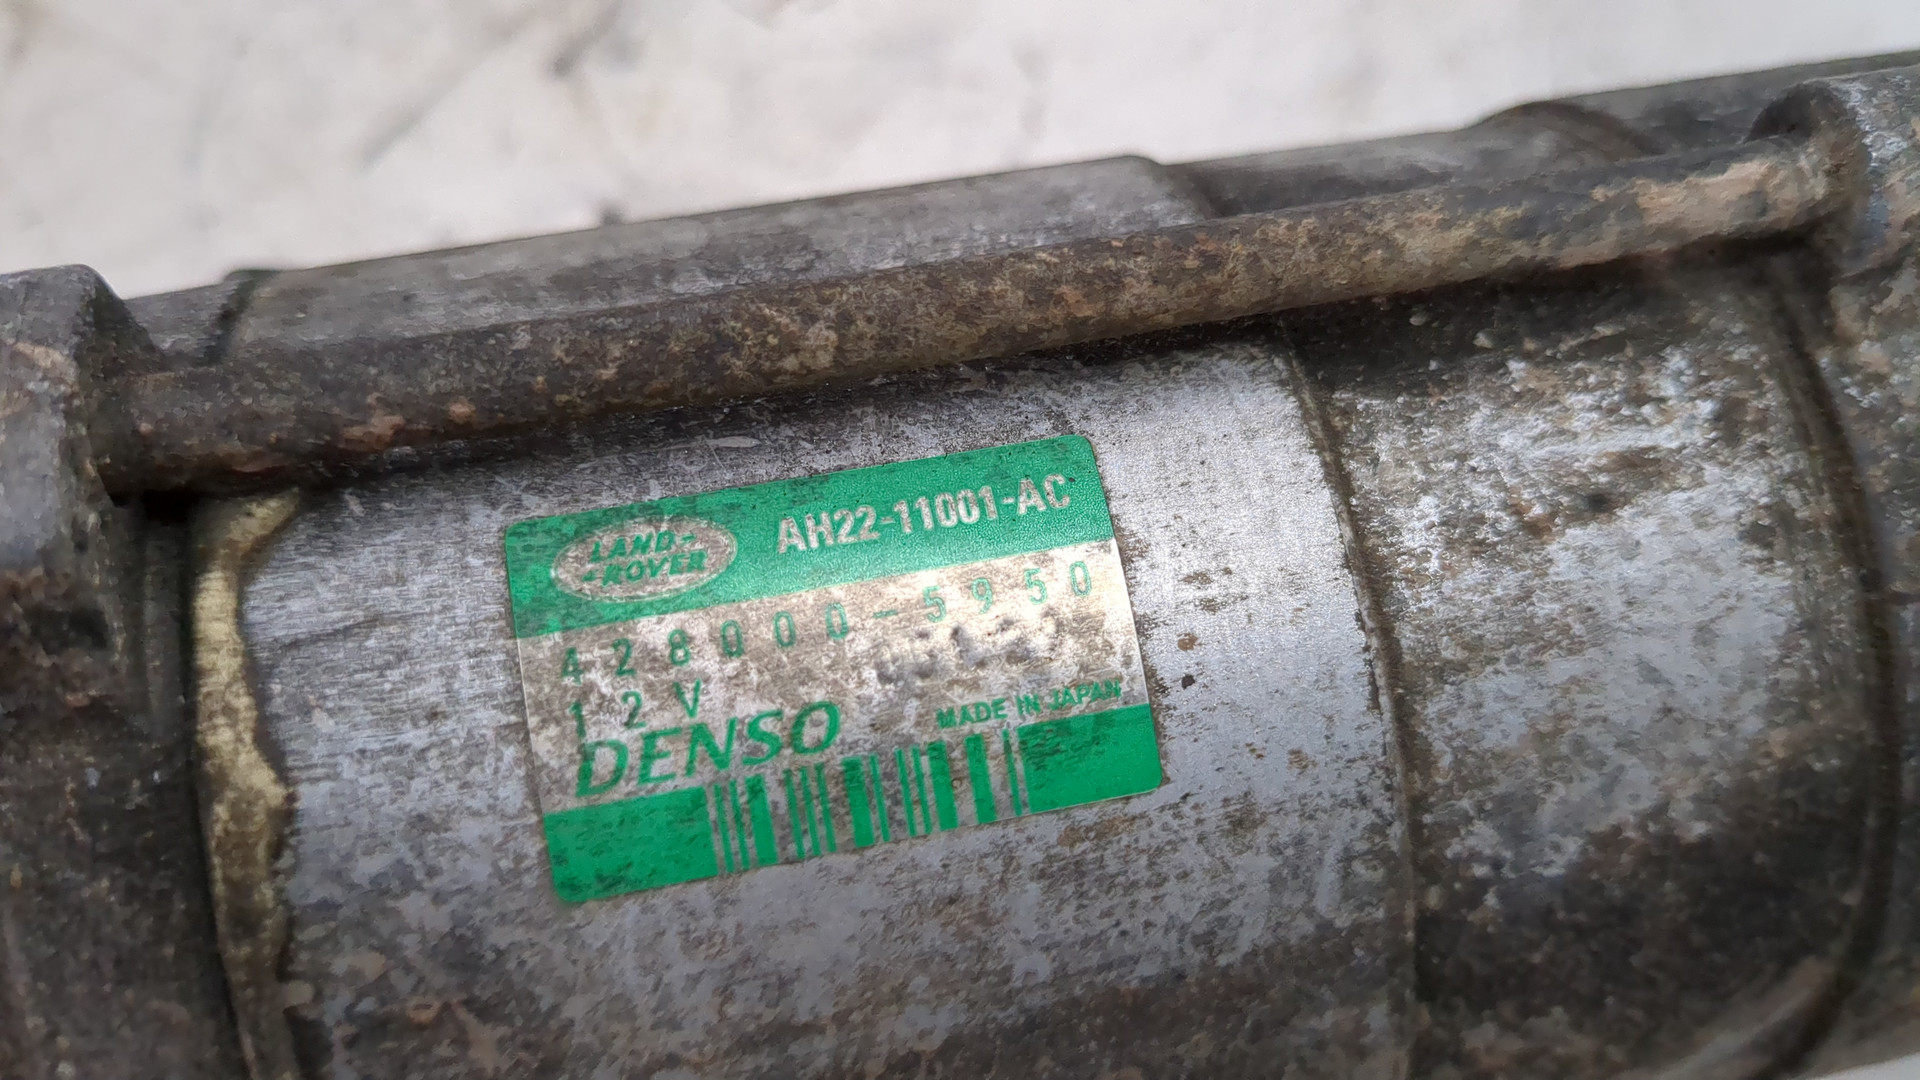 LAND-
-ROVER
AH22-11001-AC
428000-5950
12V
DENSO
MADE IN JAPAN